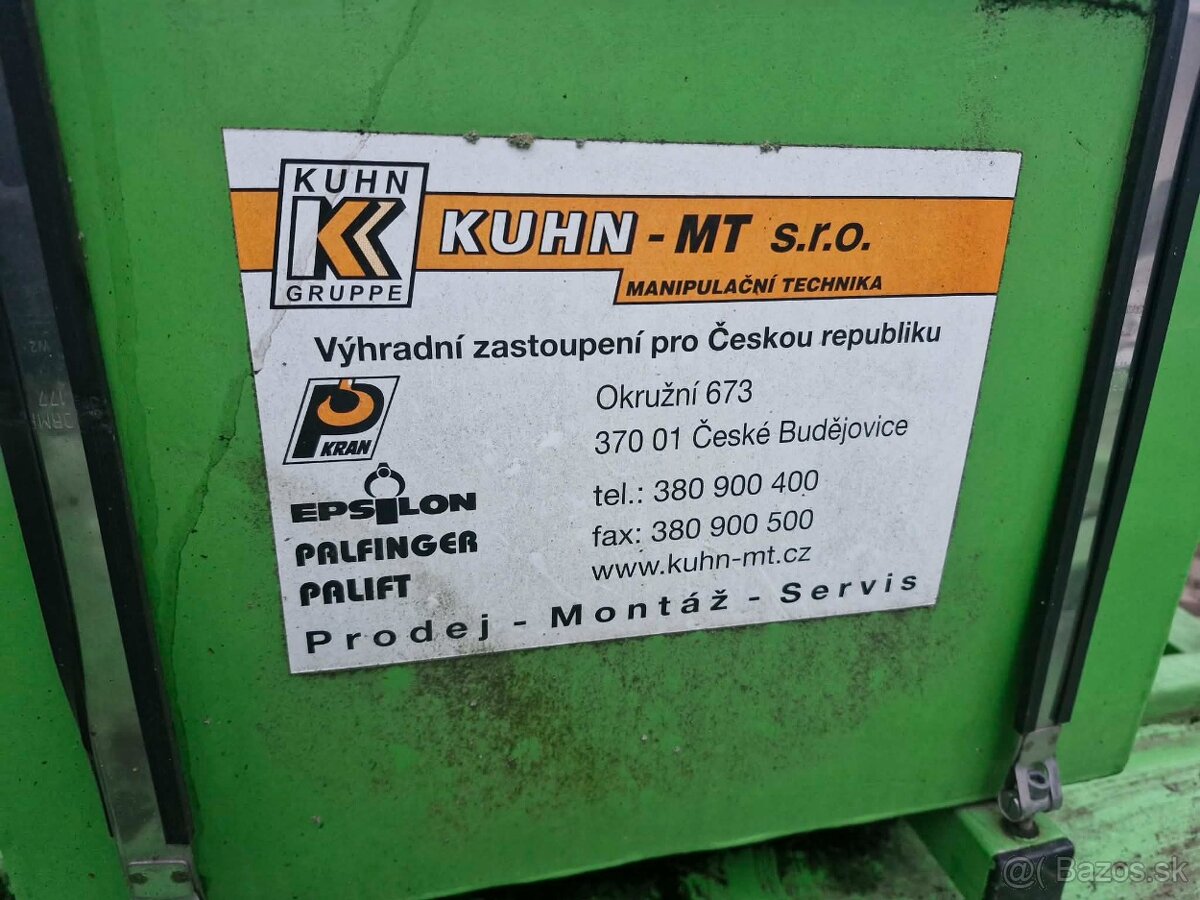 KUHN
K
GRUPPE
KUHN - MT s.r.o.
MANIPULAČNÍ TECHNIKA
Výhradní zastoupení pro Českou republiku
P
KRAN
EPSILON
PALFINGER
PALIFT
Okružní 673
370 01 České Budějovice
tel.: 380 900 400
fax: 380 900 500
www.kuhn-mt.cz
Prodej - Montáž - Servis
177
Bazos.sk